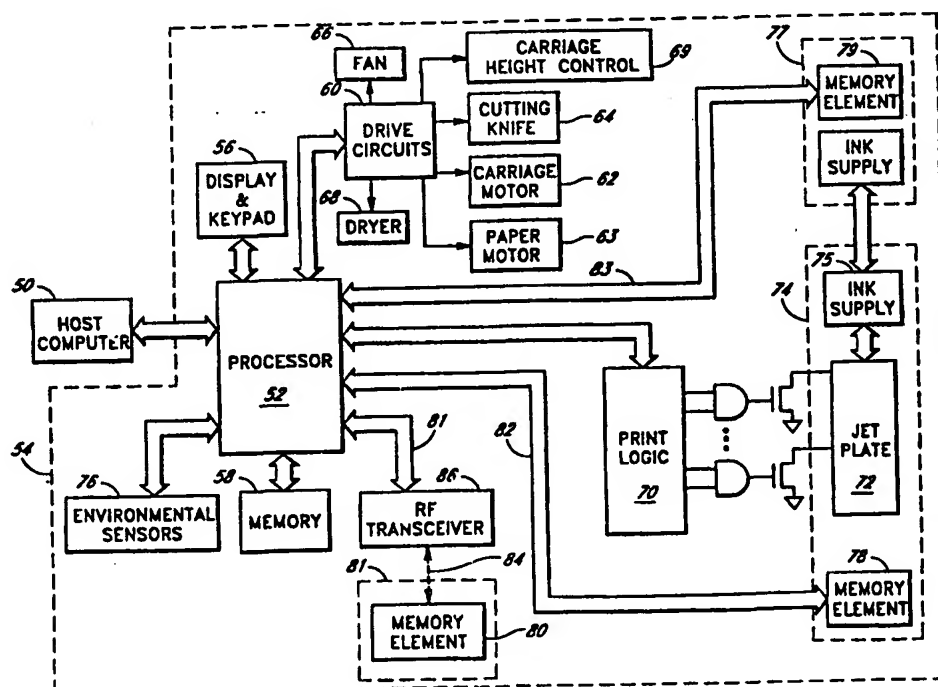 66
FAN
60
DRIVE
CIRCUITS
68
DRYER
CARRIAGE
HEIGHT CONTROL
69
CUTTING
KNIFE
64
CARRIAGE
MOTOR
62
PAPER
MOTOR
63
77
79
MEMORY
ELEMENT
INK
SUPPLY
56
DISPLAY
&
KEYPAD
83
74
75
INK
SUPPLY
50
HOST
COMPUTER
PROCESSOR
52
54
76
ENVIRONMENTAL
SENSORS
58
MEMORY
81
86
RF
TRANSCEIVER
84
81
MEMORY
ELEMENT
80
82
PRINT
LOGIC
70
JET
PLATE
72
78
MEMORY
ELEMENT